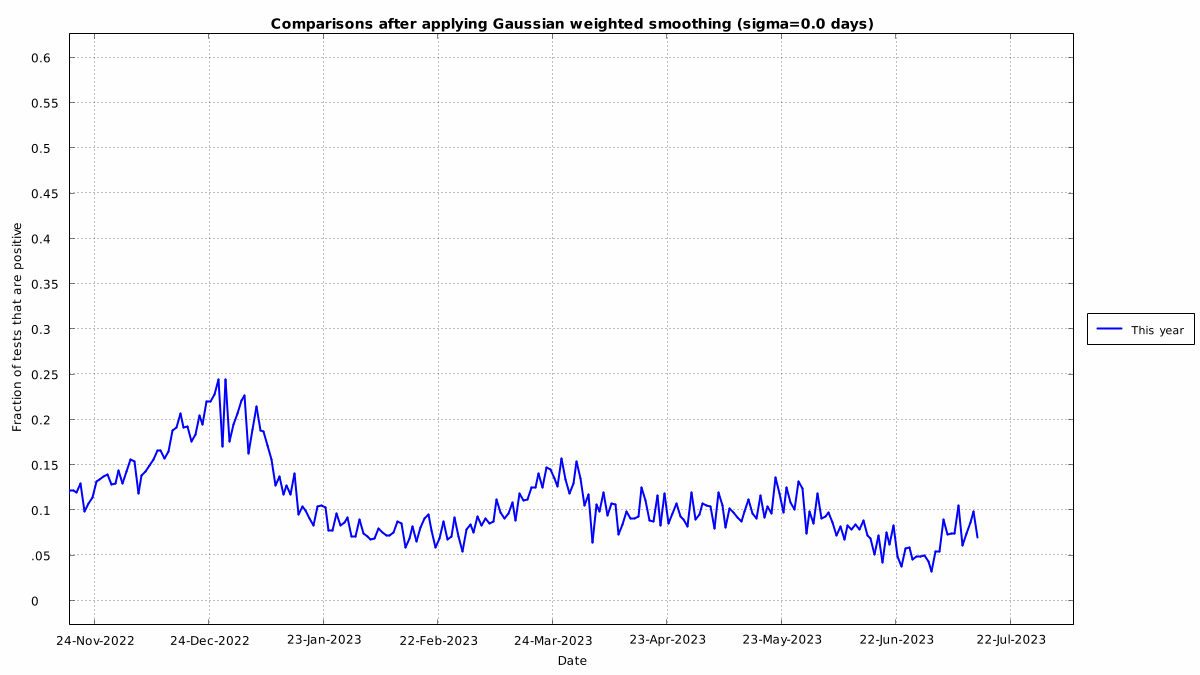 Comparisons after applying Gaussian weighted smoothing (sigma=0.0 days)
0.6
0.55
0.5
0.45
0.4
0.35
0.3
0.25
0.2
0.15
0.1
.05
0
Fraction of tests that are positive
This year
24-Nov-2022 24-Dec-2022 23-Jan-2023 22-Feb-2023 24-Mar-2023 23-Apr-2023 23-May-2023 22-Jun-2023 22-Jul-2023
Date